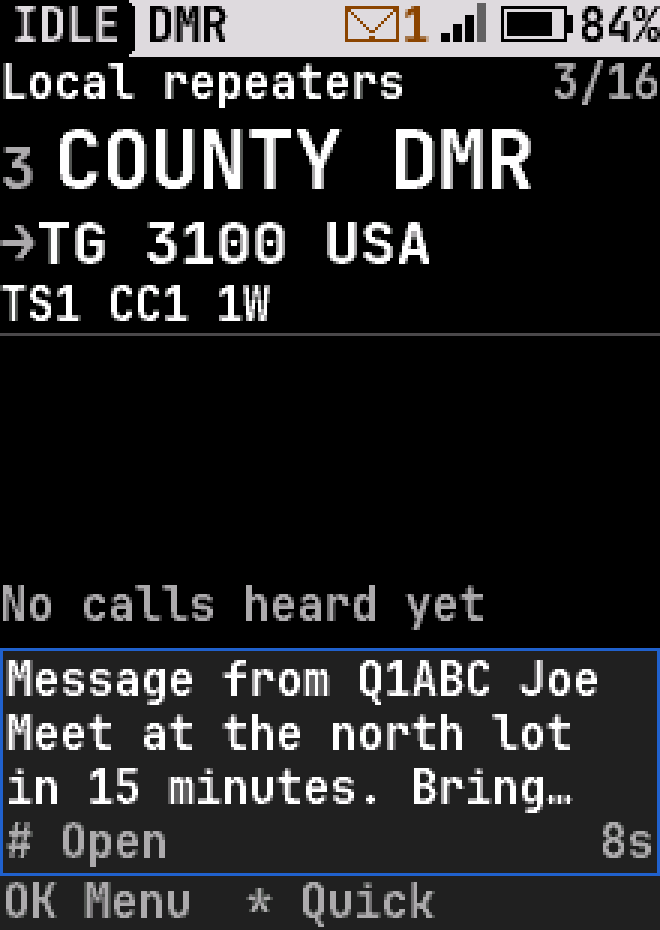 IDLE DMR 1 84%
Local repeaters 3/16
3 COUNTY DMR
→TG 3100 USA
TS1 CC1 1W
No calls heard yet
Message from Q1ABC Joe
Meet at the north lot
in 15 minutes. Bring…
# Open 8s
OK Menu * Quick